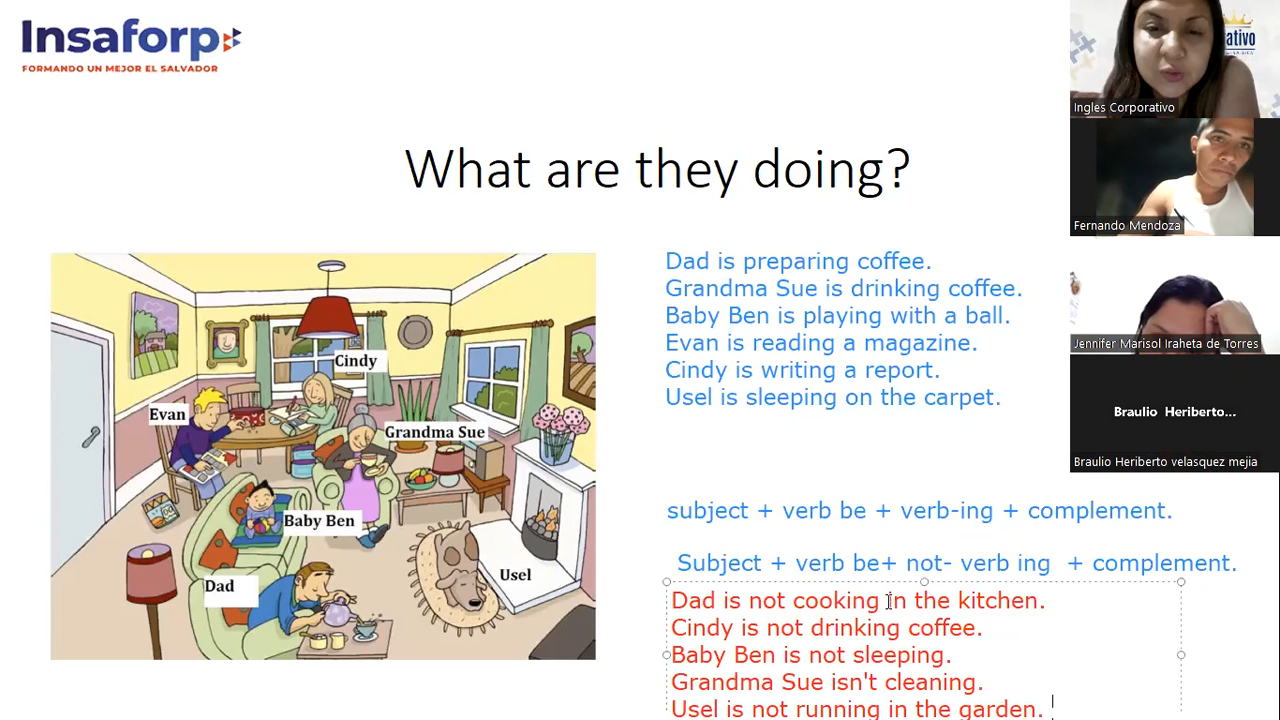 Insaforp
FORMANDO UN MEJOR EL SALVADOR
What are they doing?
Dad is preparing coffee.
Grandma Sue is drinking coffee.
Baby Ben is playing with a ball.
Evan is reading a magazine.
Cindy is writing a report.
Usel is sleeping on the carpet.
subject + verb be + verb-ing + complement.
Subject + verb be+ not- verb ing + complement.
Dad is not cooking in the kitchen.
Cindy is not drinking coffee.
Baby Ben is not sleeping.
Grandma Sue isn't cleaning.
Usel is not running in the garden.
Cindy
Evan
Grandma Sue
Baby Ben
Usel
Dad
ativo
Ingles Corporativo
Fernando Mendoza
Jennifer Marisol Iraheta de Torres
Braulio Heriberto...
Braulio Heriberto velasquez mejia